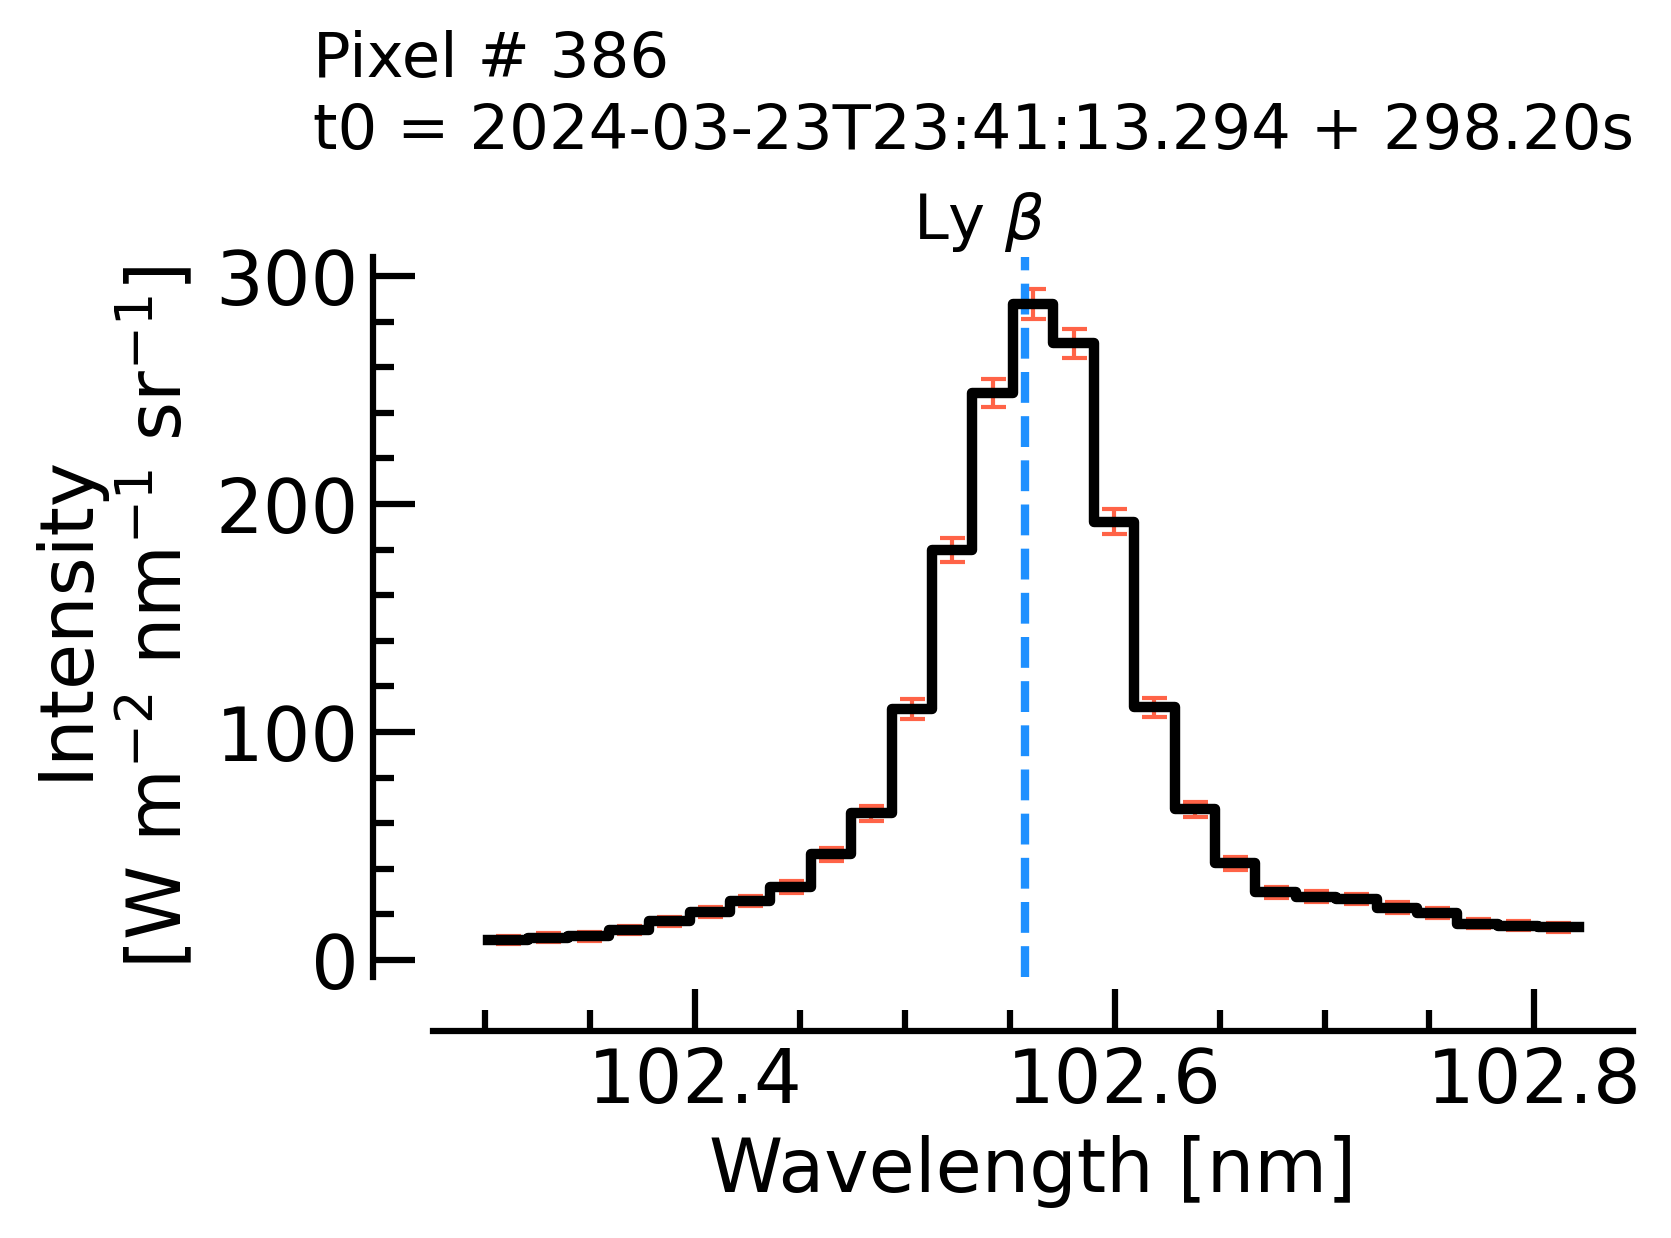 Pixel # 386
t0 = 2024-03-23T23:41:13.294 + 298.20s
Ly β
Intensity
[W m⁻² nm⁻¹ sr⁻¹]
300
200
100
0
102.4 102.6 102.8
Wavelength [nm]